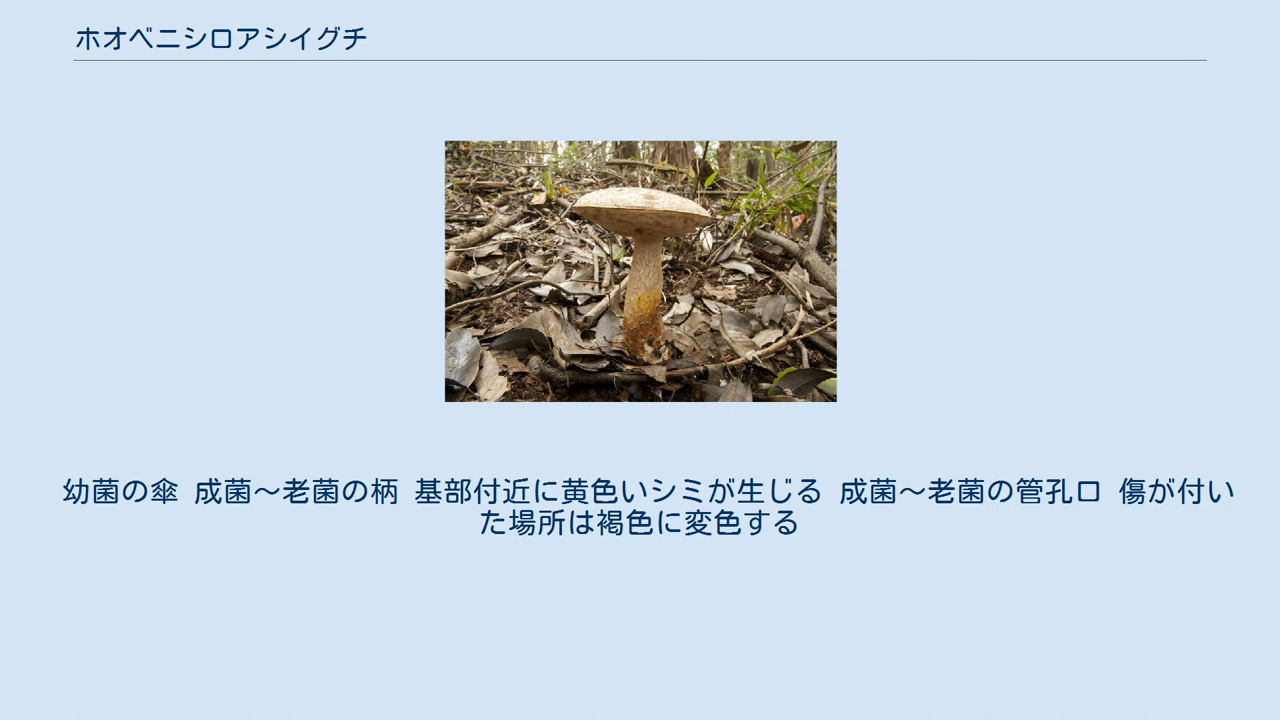 ホオベニシロアシイグチ
幼菌の傘 成菌～老菌の柄 基部付近に黄色いシミが生じる 成菌～老菌の管孔口 傷が付い
た場所は褐色に変色する